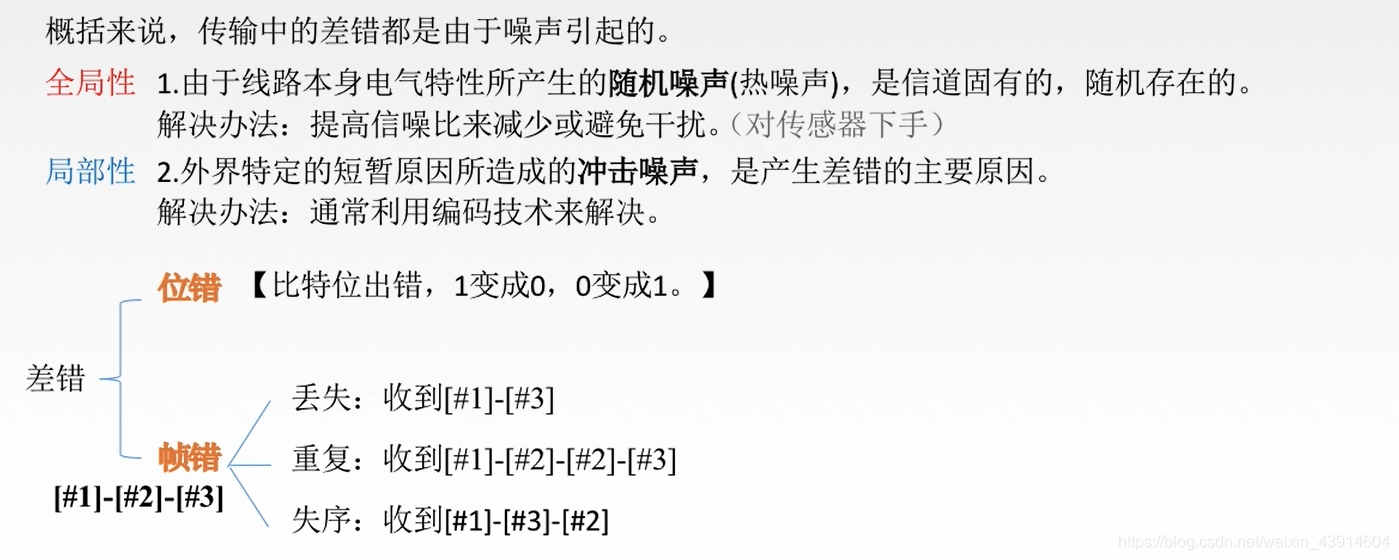 概括来说，传输中的差错都是由于噪声引起的。
全局性 1.由于线路本身电气特性所产生的随机噪声(热噪声)，是信道固有的，随机存在的。
解决办法：提高信噪比来减少或避免干扰。（对传感器下手）
局部性 2.外界特定的短暂原因所造成的冲击噪声，是产生差错的主要原因。
解决办法：通常利用编码技术来解决。
位错 【比特位出错，1变成0，0变成1。】
差错
丢失：收到[#1]-[#3]
帧错 重复：收到[#1]-[#2]-[#2]-[#3]
[#1]-[#2]-[#3]
失序：收到[#1]-[#3]-[#2]
https://blog.csdn.net/weixin_43914604